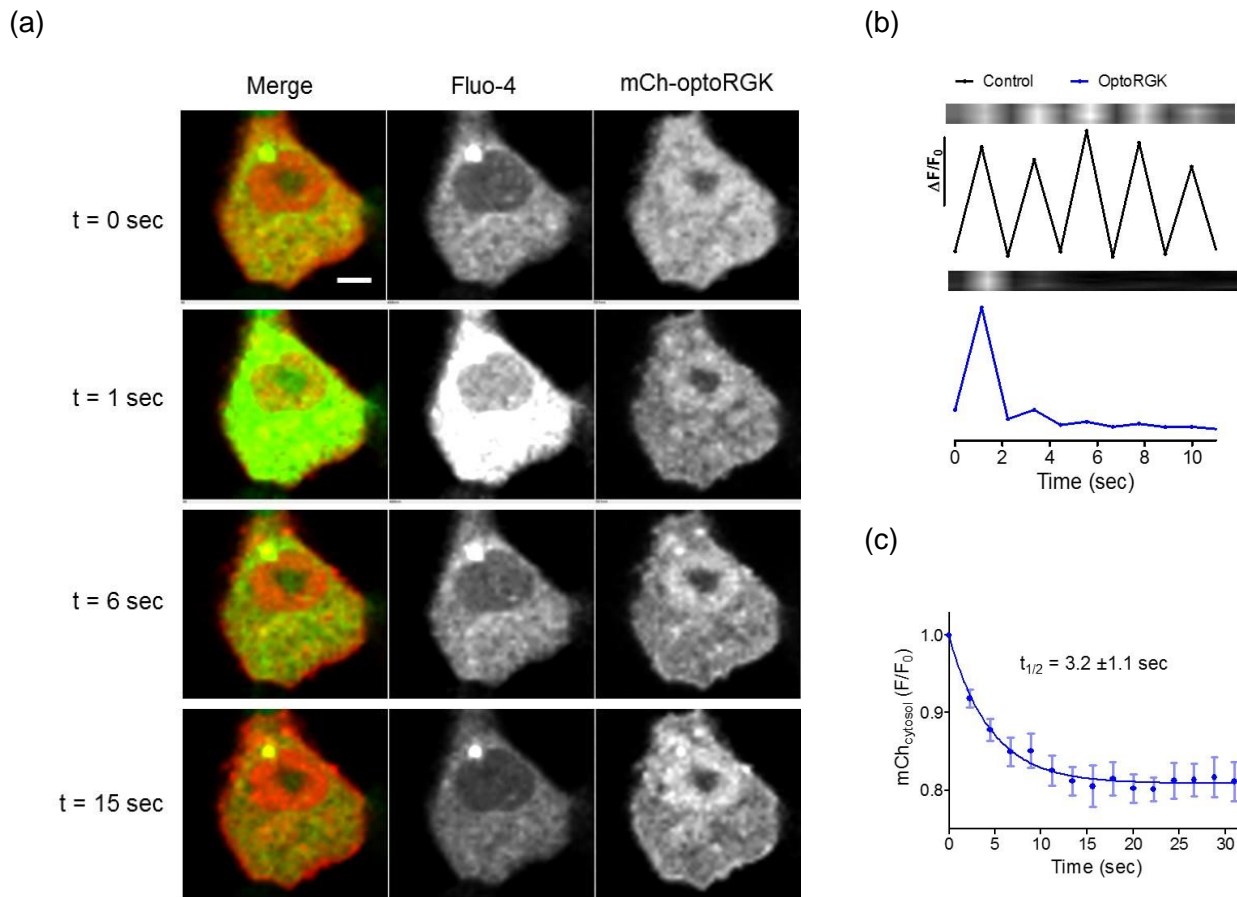 (a)
Merge Fluo-4 mCh-optoRGK
t = 0 sec
t = 1 sec
t = 6 sec
t = 15 sec
(b)
Control OptoRGK
ΔF/F0
0 2 4 6 8 10
Time (sec)
(c)
t1/2 = 3.2 ±1.1 sec
mChcytosol (F/F0)
1.0
0.9
0.8
0 5 10 15 20 25 30
Time (sec)